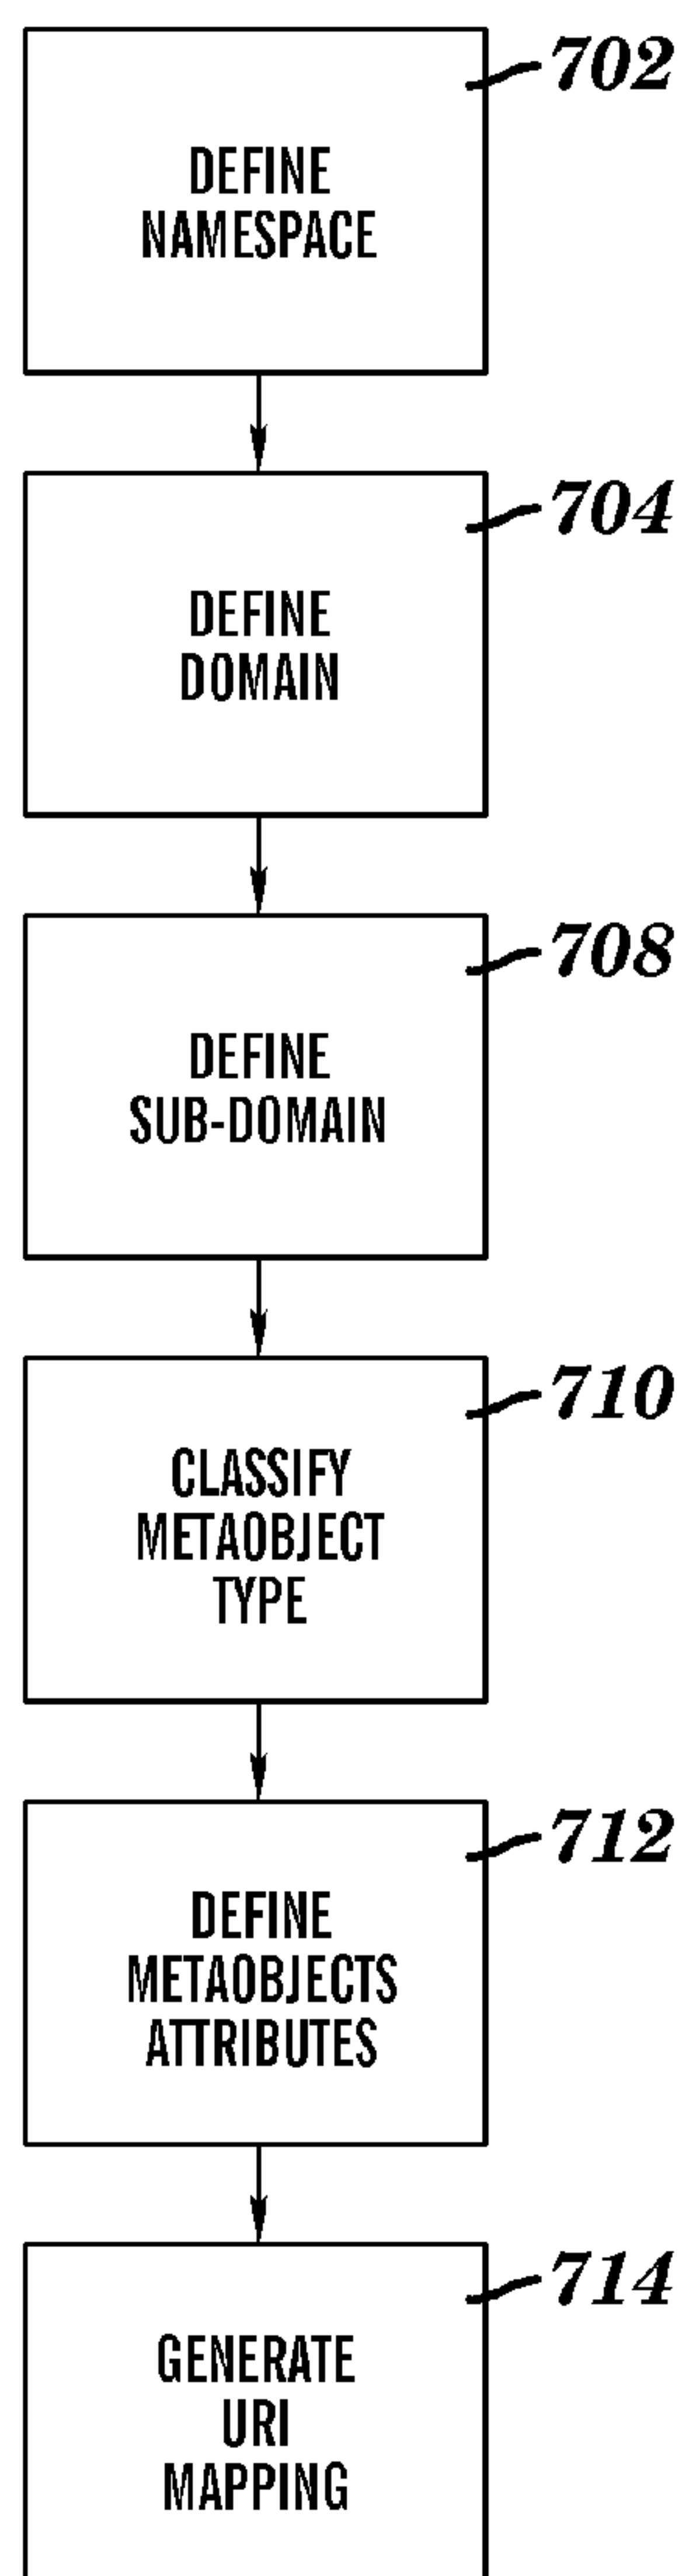 702
DEFINE
NAMESPACE
704
DEFINE
DOMAIN
708
DEFINE
SUB-DOMAIN
710
CLASSIFY
METAOBJECT
TYPE
712
DEFINE
METAOBJECTS
ATTRIBUTES
714
GENERATE
URI
MAPPING